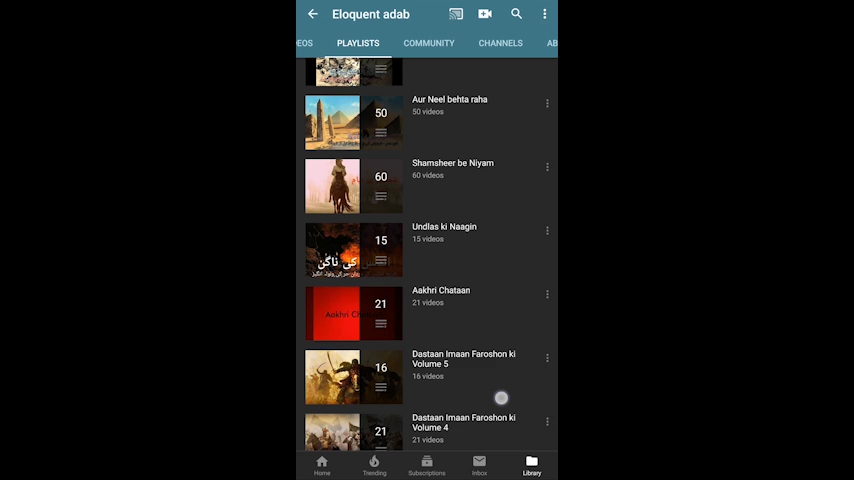 Eloquent adab
EOS
PLAYLISTS
COMMUNITY
CHANNELS
AB
50
Aur Neel behta raha
50 videos
60
Shamsheer be Niyam
60 videos
کی ناگن
15
Undlas ki Naagin
15 videos
Aakhri Ch
21
Aakhri Chataan
21 videos
16
Dastaan Imaan Faroshon ki
Volume 5
16 videos
21
Dastaan Imaan Faroshon ki
Volume 4
21 videos
Home
Trending
Subscriptions
Inbox
Library